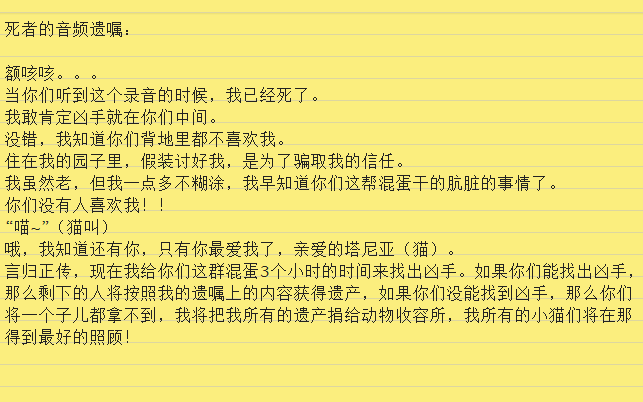 死者的音频遗嘱：
额咳咳。。。
当你们听到这个录音的时候，我已经死了。
我敢肯定凶手就在你们中间。
没错，我知道你们背地里都不喜欢我。
住在我的园子里，假装讨好我，是为了骗取我的信任。
我虽然老，但我一点多不糊涂，我早知道你们这帮混蛋干的肮脏的事情了。
你们没有人喜欢我！！
“喵~”（猫叫）
哦，我知道还有你，只有你最爱我了，亲爱的塔尼亚（猫）。
言归正传，现在我给你们这群混蛋3个小时的时间来找出凶手。如果你们能找出凶手，
那么剩下的人将按照我的遗嘱上的内容获得遗产，如果你们没能找到凶手，那么你们
将一个子儿都拿不到，我将把我所有的遗产捐给动物收容所，我所有的小猫们将在那
得到最好的照顾！